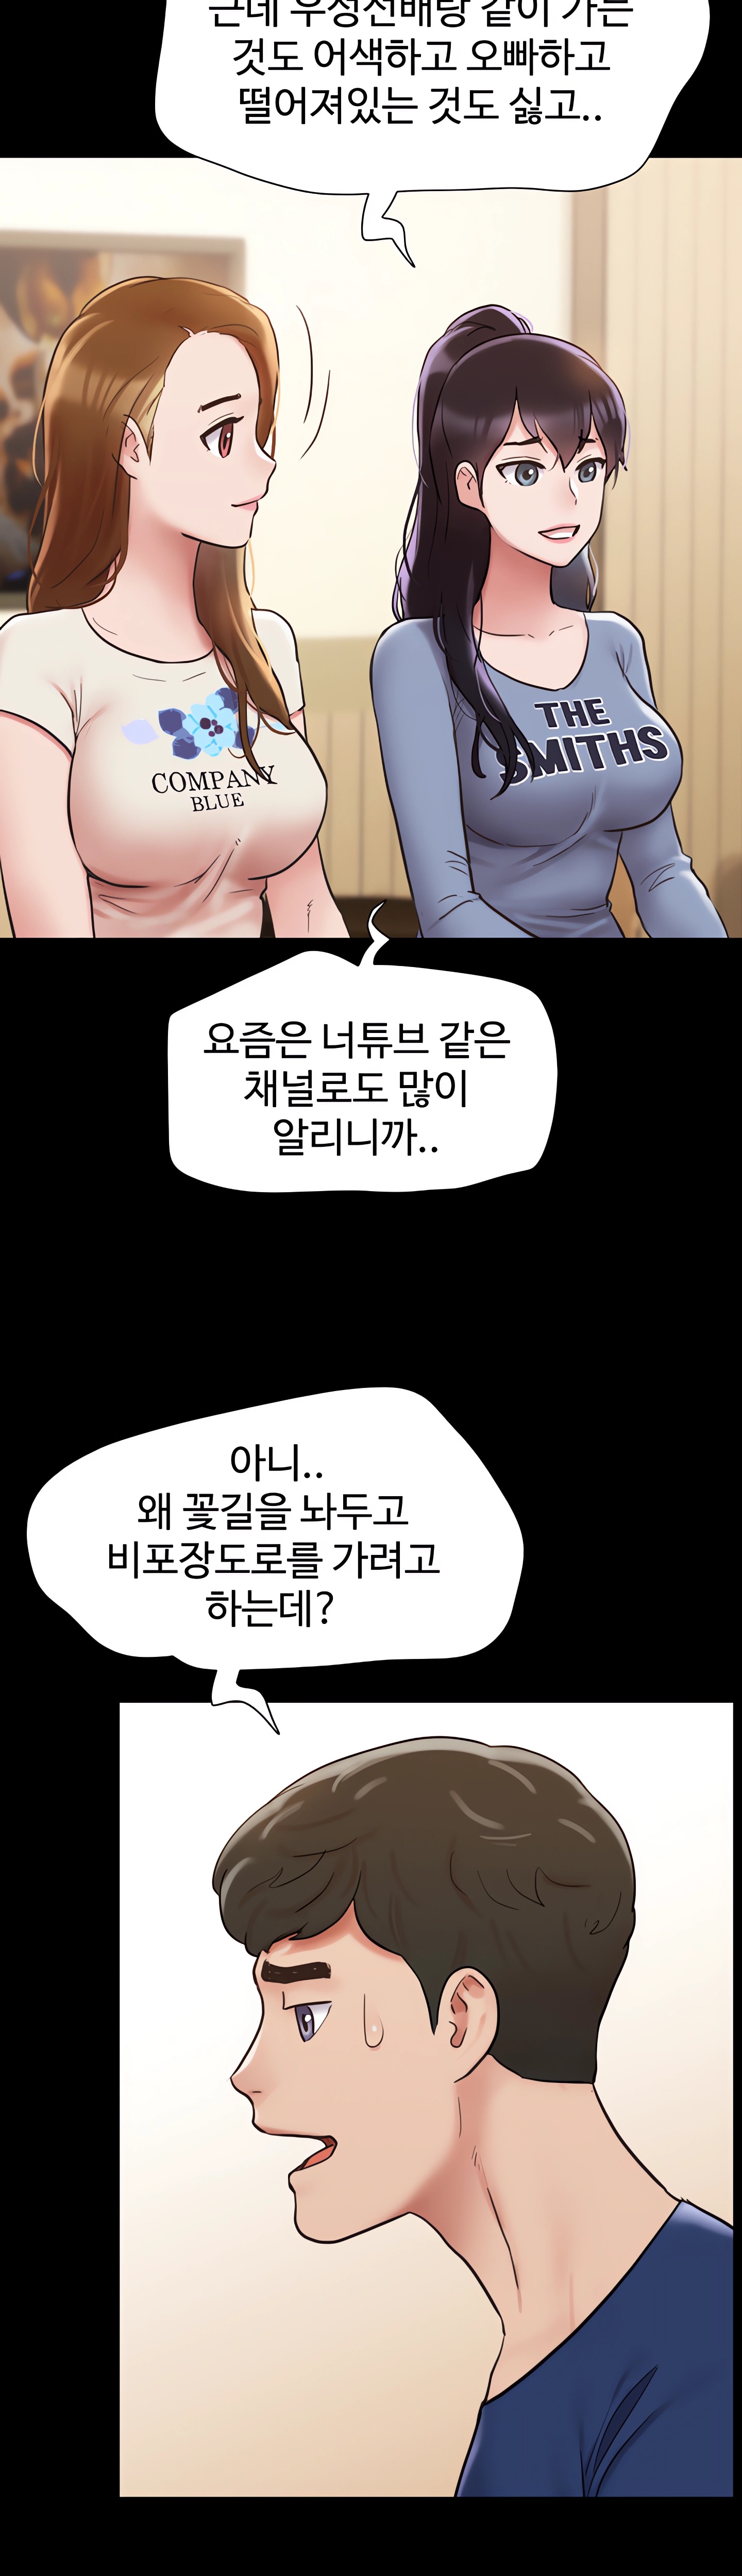 근데 우정선배랑 같이 가는
것도 어색하고 오빠하고
떨어져있는 것도 싫고..
COMPANY
BLUE
THE
SMITHS
요즘은 너튜브 같은
채널로도 많이
알리니까..
아니..
왜 꽃길을 놔두고
비포장도로를 가려고
하는데?